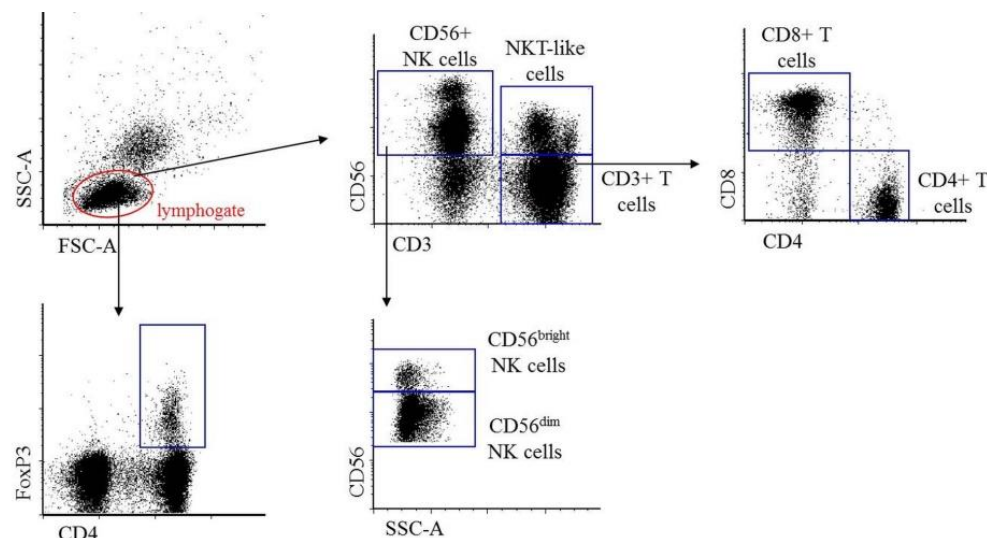 SSC-A
FSC-A
lymphogate
CD56+
NK cells
NKT-like
cells
CD56
CD3
CD3+ T
cells
CD8+ T
cells
CD8
CD4
CD4+ T
cells
FoxP3
CD4
CD56
SSC-A
CD56bright
NK cells
CD56dim
NK cells